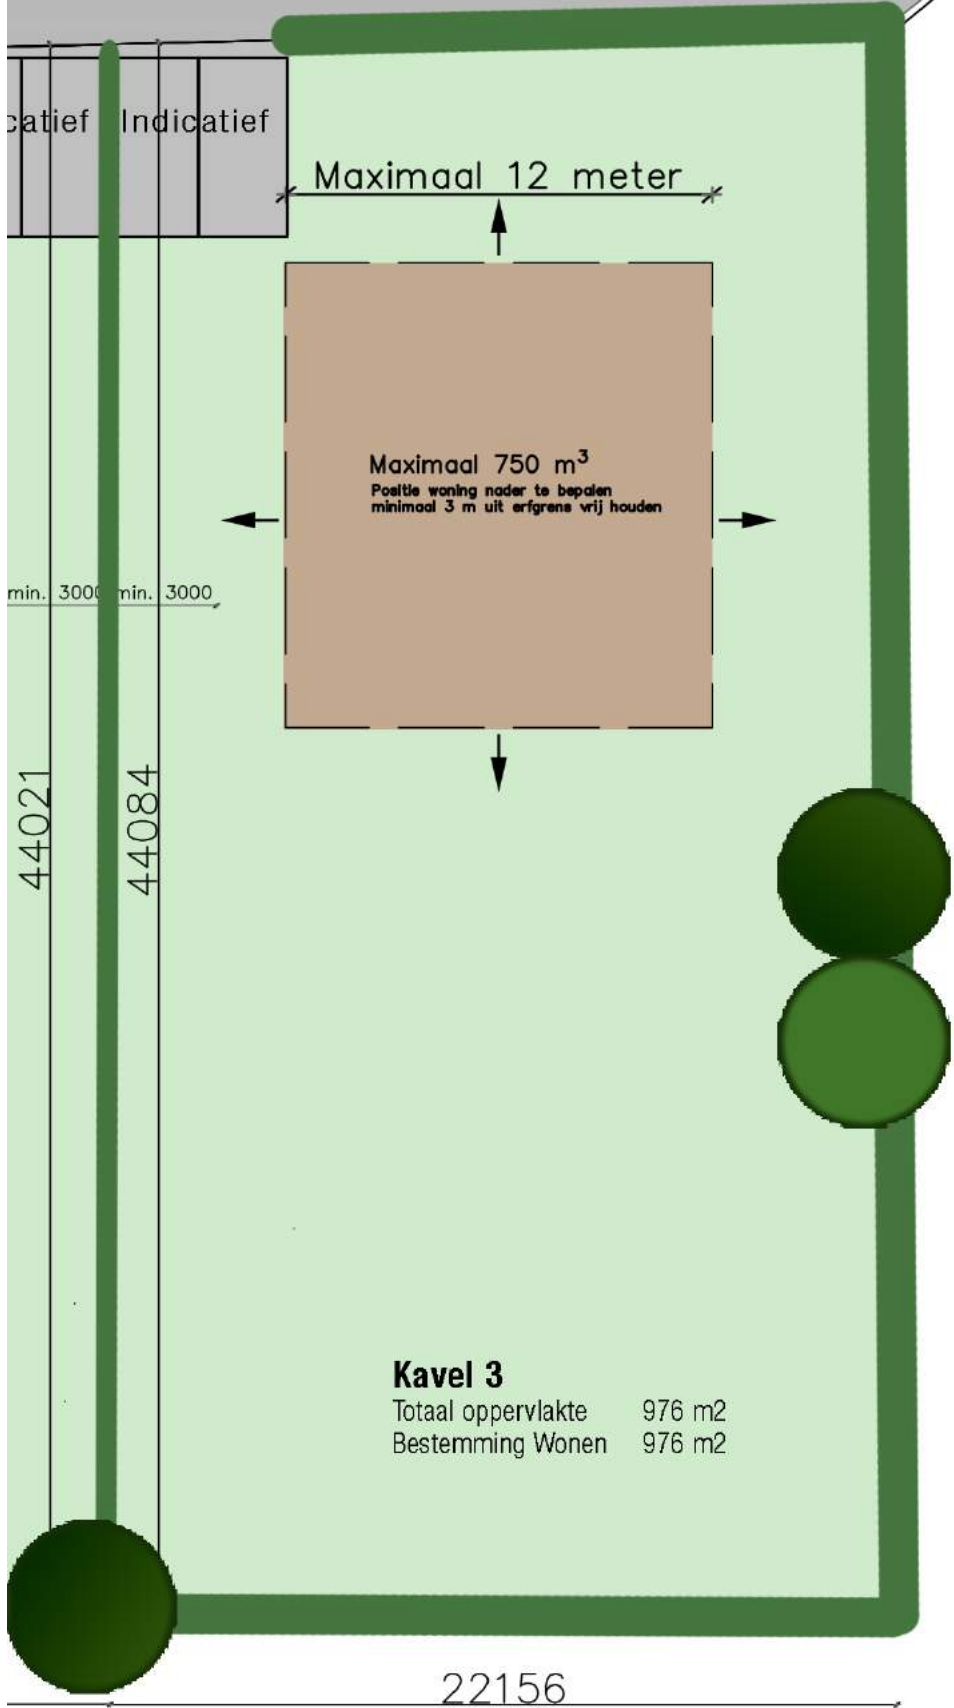 catief Indicatief
Maximaal 12 meter
Maximaal 750 m³
Positie woning nader te bepalen
minimaal 3 m uit erfgrens vrij houden
min. 3000 min. 3000
44021
44084
Kavel 3
Totaal oppervlakte 976 m2
Bestemming Wonen 976 m2
22156